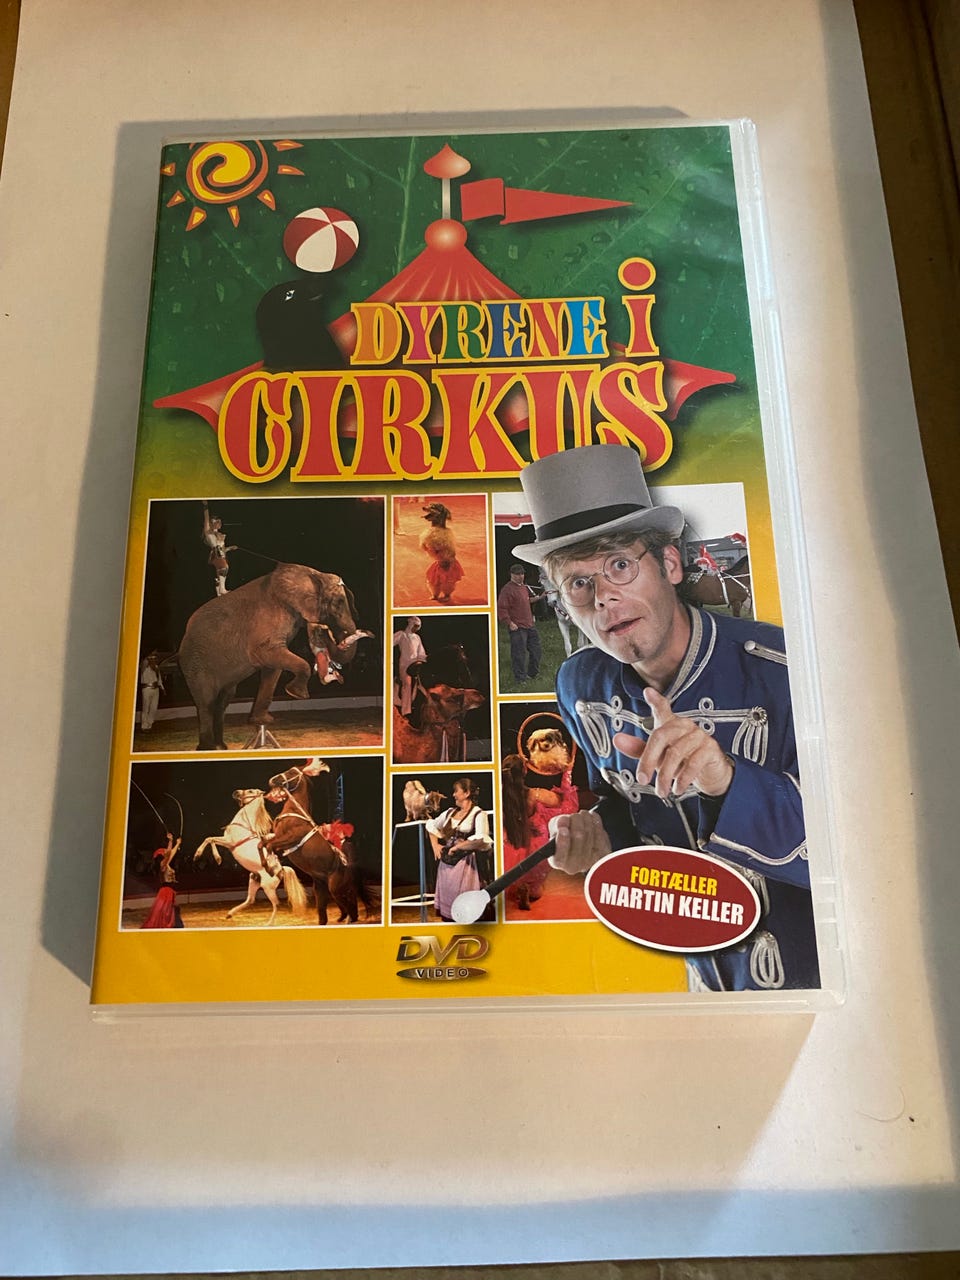 DYRENE i
CIRKUS
FORTÆLLER
MARTIN KELLER
DVD
VIDEO